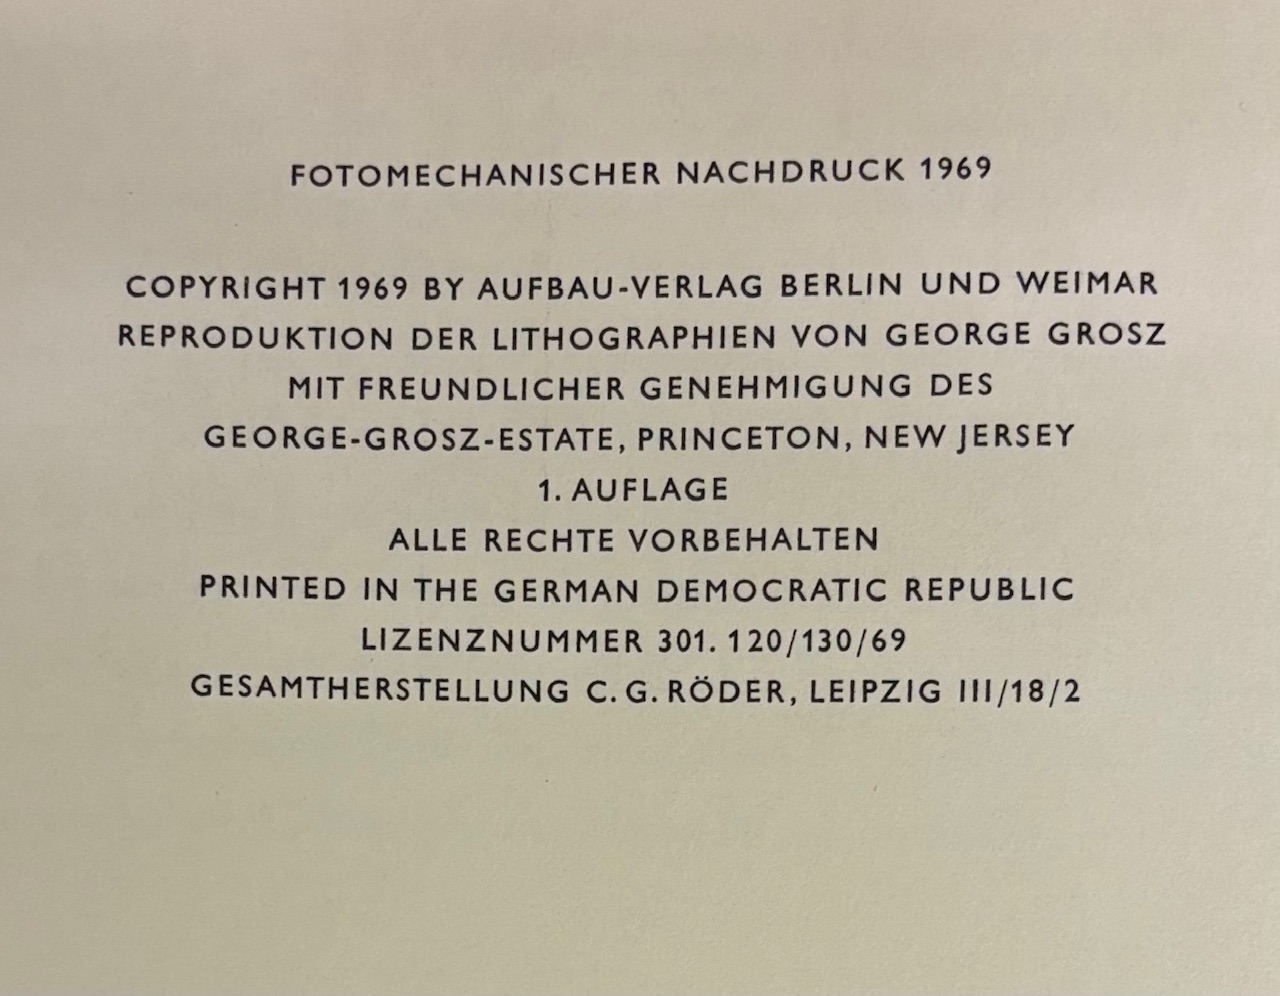 FOTOMECHANISCHER NACHDRUCK 1969
COPYRIGHT 1969 BY AUFBAU-VERLAG BERLIN UND WEIMAR
REPRODUKTION DER LITHOGRAPHIEN VON GEORGE GROSZ
MIT FREUNDLICHER GENEHMIGUNG DES
GEORGE-GROSZ-ESTATE, PRINCETON, NEW JERSEY
1. AUFLAGE
ALLE RECHTE VORBEHALTEN
PRINTED IN THE GERMAN DEMOCRATIC REPUBLIC
LIZENZNUMMER 301. 120/130/69
GESAMTHERSTELLUNG C. G. RÖDER, LEIPZIG III/18/2